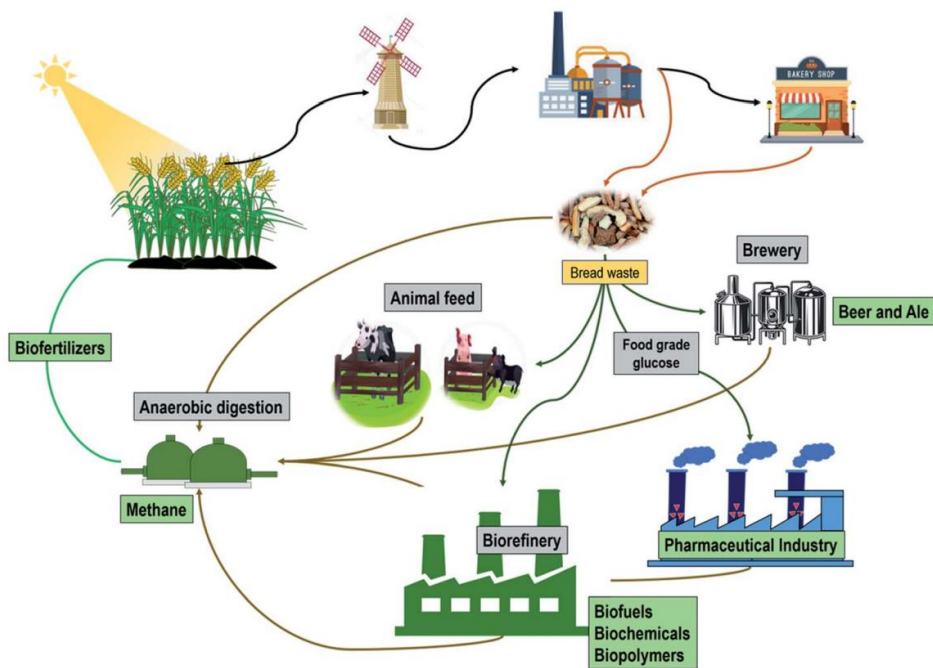 BAKERY SHOP
Bread waste
Brewery
Animal feed
Beer and Ale
Biofertilizers
Food grade
glucose
Anaerobic digestion
Methane
Biorefinery
Pharmaceutical Industry
Biofuels
Biochemicals
Biopolymers